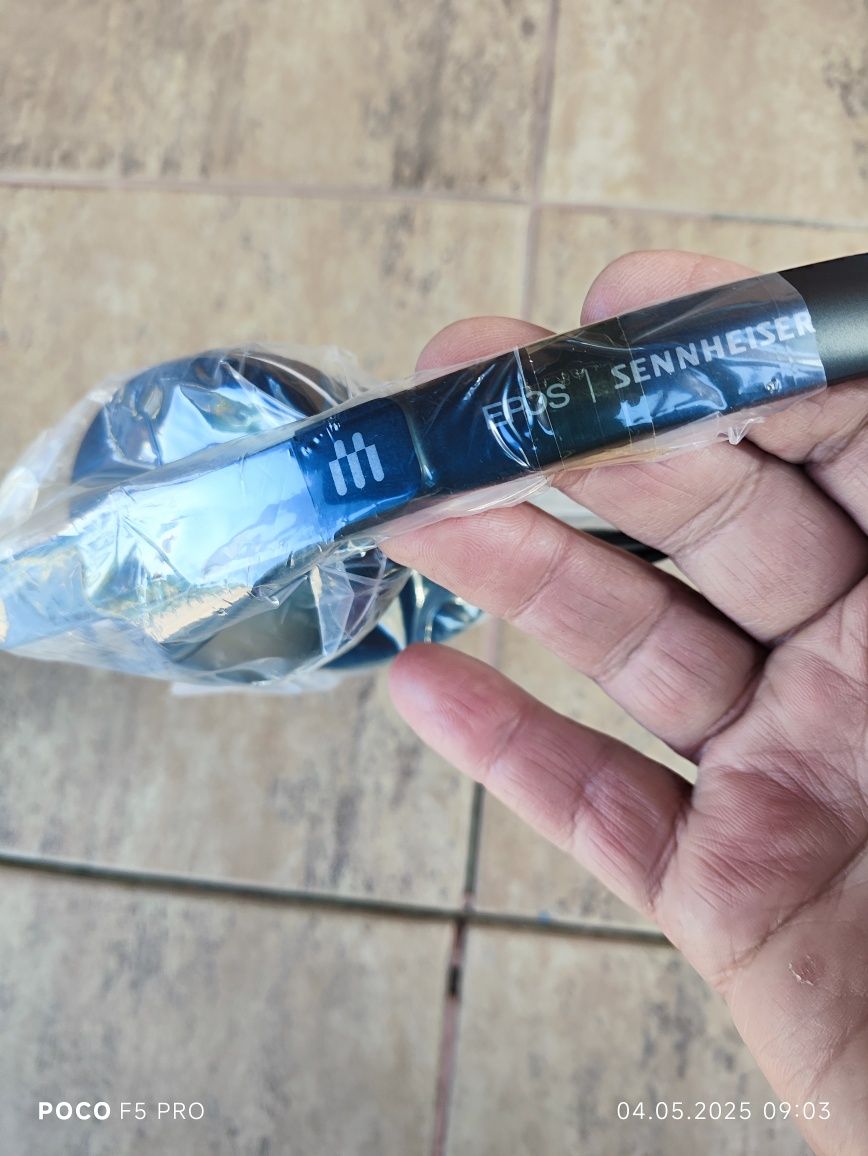 EPOS | SENNHEISER
POCO F5 PRO
04.05.2025 09:03